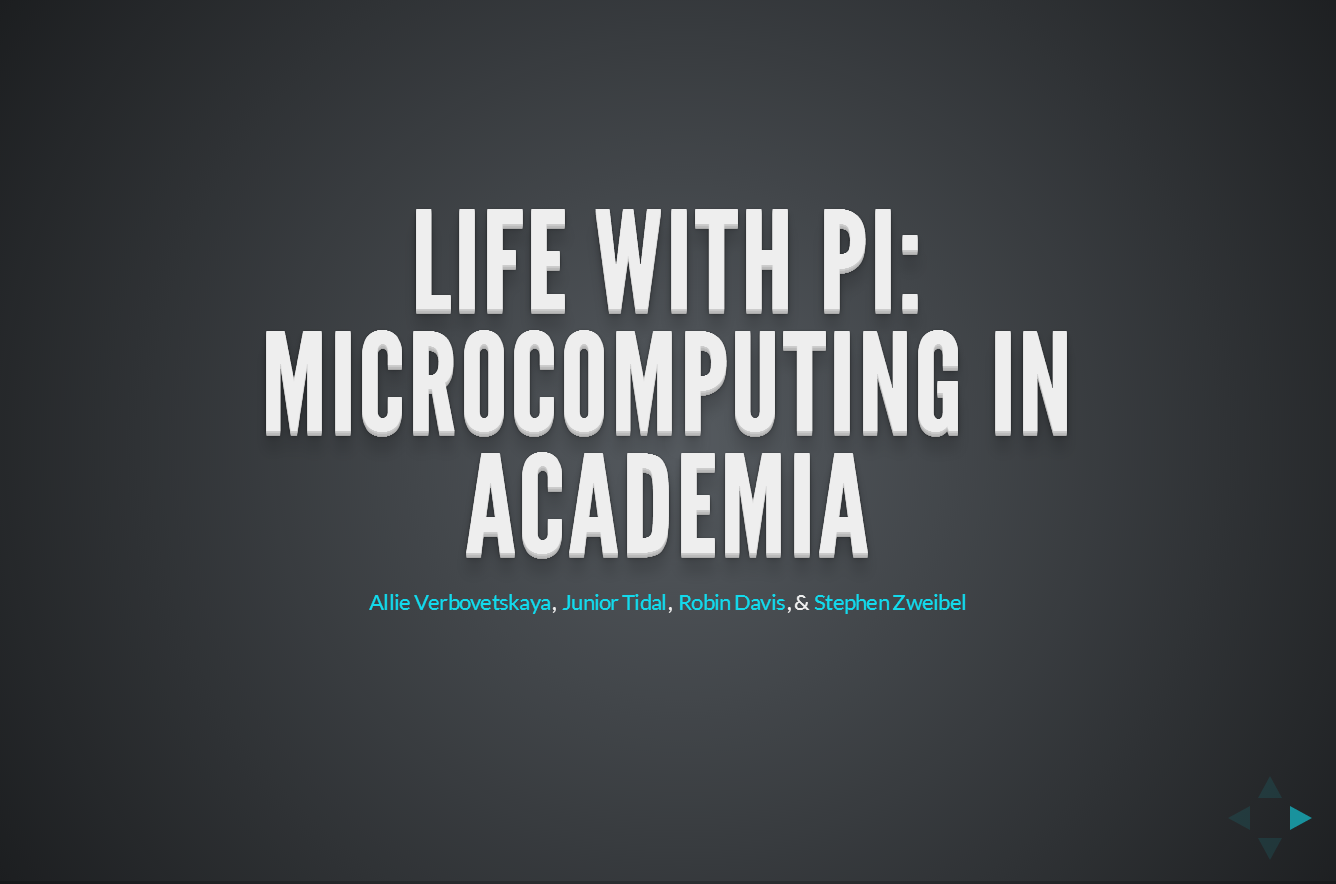 LIFE WITH PI:
MICROCOMPUTING IN
ACADEMIA
Allie Verbovetskaya, Junior Tidal, Robin Davis, & Stephen Zweibel